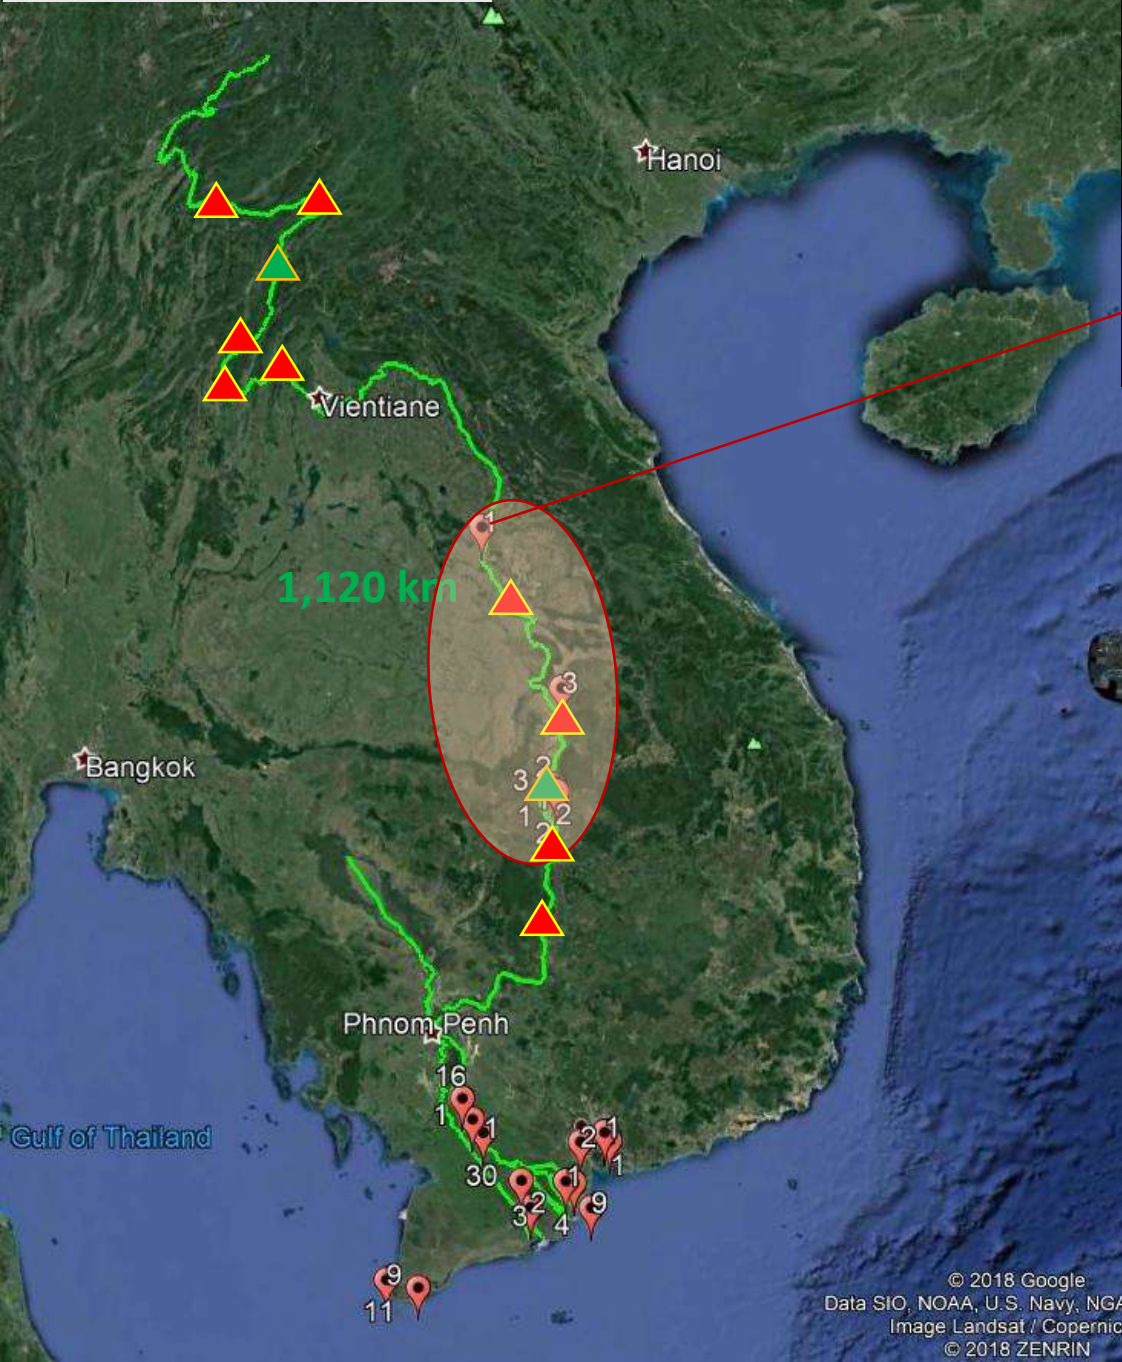 Hanoi
Vientiane
1
1,120 km
3
Bangkok
2
3
1
1 2
2
Phnom Penh
16
1
1
Gulf of Thailand
2 1
1
30
1
2
3
9
4
9
11
© 2018 Google
Data SIO, NOAA, U.S. Navy, NGA
Image Landsat / Copernic
© 2018 ZENRIN